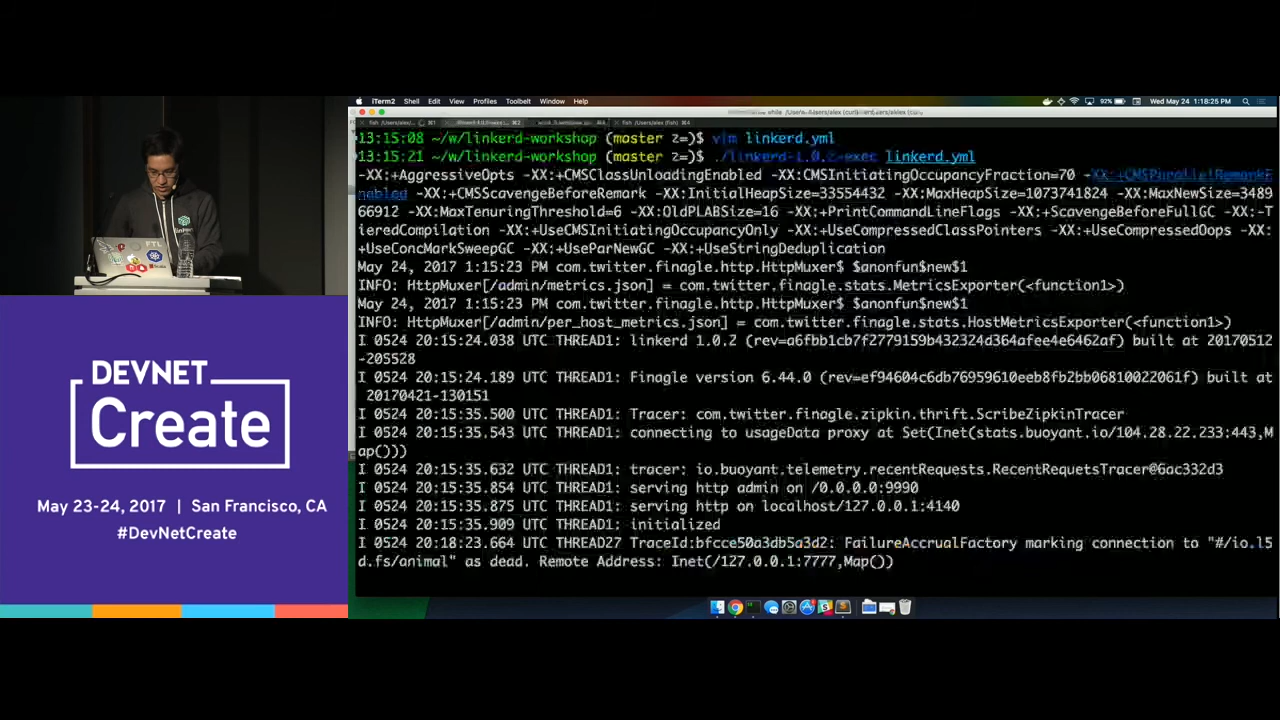 iTerm2 Shell Edit View Profiles Toolbelt Window Help
92% Wed May 24 1:18:25 PM
13:15:08 ~/w/linkerd-workshop (master z=)$ vim linkerd.yml
13:15:21 ~/w/linkerd-workshop (master z=)$ ./linkerd-1.0.2-exec linkerd.yml
-XX:+AggressiveOpts -XX:+CMSClassUnloadingEnabled -XX:CMSInitiatingOccupancyFraction=70 -XX:+CMSParallelRemarkE
nabled -XX:+CMSScavengeBeforeRemark -XX:InitialHeapSize=33554432 -XX:MaxHeapSize=1073741824 -XX:MaxNewSize=3489
66912 -XX:MaxTenuringThreshold=6 -XX:OldPLABSize=16 -XX:+PrintCommandLineFlags -XX:+ScavengeBeforeFullGC -XX:-T
ieredCompilation -XX:+UseCMSInitiatingOccupancyOnly -XX:+UseCompressedClassPointers -XX:+UseCompressedOops -XX:
+UseConcMarkSweepGC -XX:+UseParNewGC -XX:+UseStringDeduplication
May 24, 2017 1:15:23 PM com.twitter.finagle.http.HttpMuxer$ $anonfun$new$1
INFO: HttpMuxer[/admin/metrics.json] = com.twitter.finagle.stats.MetricsExporter(<function1>)
May 24, 2017 1:15:23 PM com.twitter.finagle.http.HttpMuxer$ $anonfun$new$1
INFO: HttpMuxer[/admin/per_host_metrics.json] = com.twitter.finagle.stats.HostMetricsExporter(<function1>)
I 0524 20:15:24.038 UTC THREAD1: linkerd 1.0.2 (rev=a6fbb1cb7f2779159b432324d364afee4e6462af) built at 20170512
-205528
I 0524 20:15:24.189 UTC THREAD1: Finagle version 6.44.0 (rev=ef94604c6db76959610eeb8fb2bb06810022061f) built at
20170421-130151
I 0524 20:15:35.500 UTC THREAD1: Tracer: com.twitter.finagle.zipkin.thrift.ScribeZipkinTracer
I 0524 20:15:35.543 UTC THREAD1: connecting to usageData proxy at Set(Inet(stats.buoyant.io/104.28.22.233:443,M
ap()))
I 0524 20:15:35.632 UTC THREAD1: tracer: io.buoyant.telemetry.recentRequests.RecentRequetsTracer@6ac332d3
I 0524 20:15:35.854 UTC THREAD1: serving http admin on /0.0.0.0:9990
I 0524 20:15:35.875 UTC THREAD1: serving http on localhost/127.0.0.1:4140
I 0524 20:15:35.909 UTC THREAD1: initialized
I 0524 20:18:23.664 UTC THREAD27 TraceId:bfcce50a3db5a3d2: FailureAccrualFactory marking connection to "#/io.l5
d.fs/animal" as dead. Remote Address: Inet(/127.0.0.1:7777,Map())
FTL
DEVNET
Create
May 23-24, 2017 | San Francisco, CA
#DevNetCreate